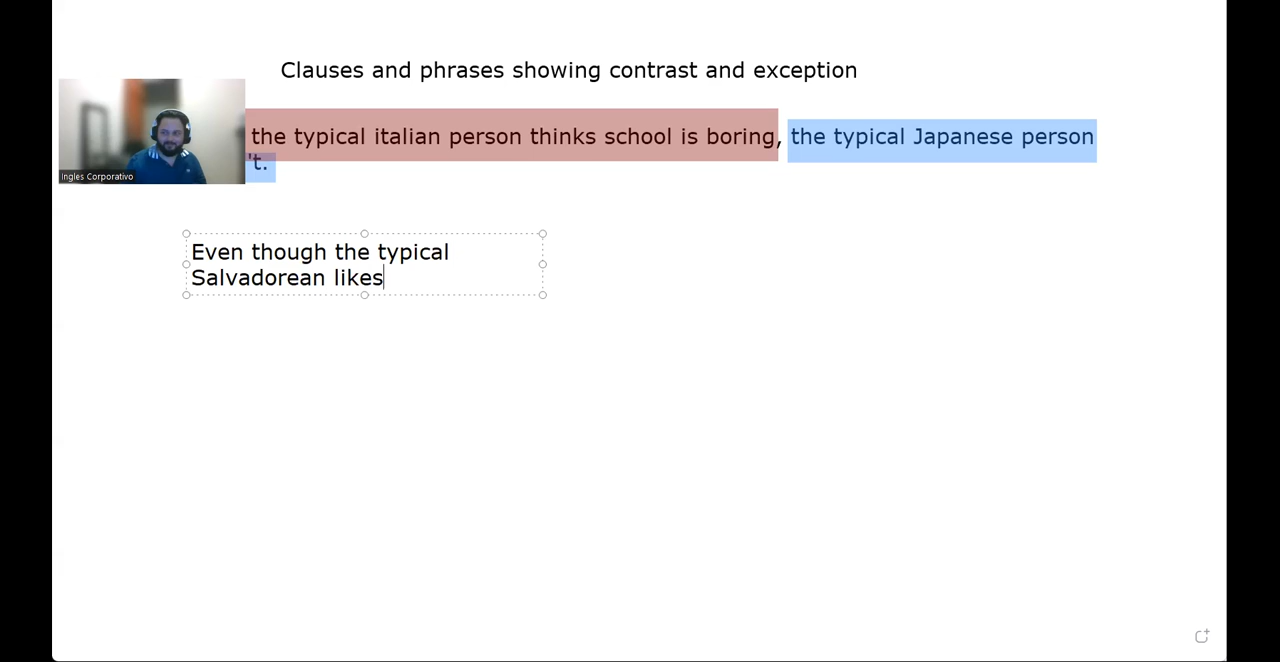 Clauses and phrases showing contrast and exception
the typical italian person thinks school is boring, the typical Japanese person
't.
Ingles Corporativo
Even though the typical
Salvadorean likes